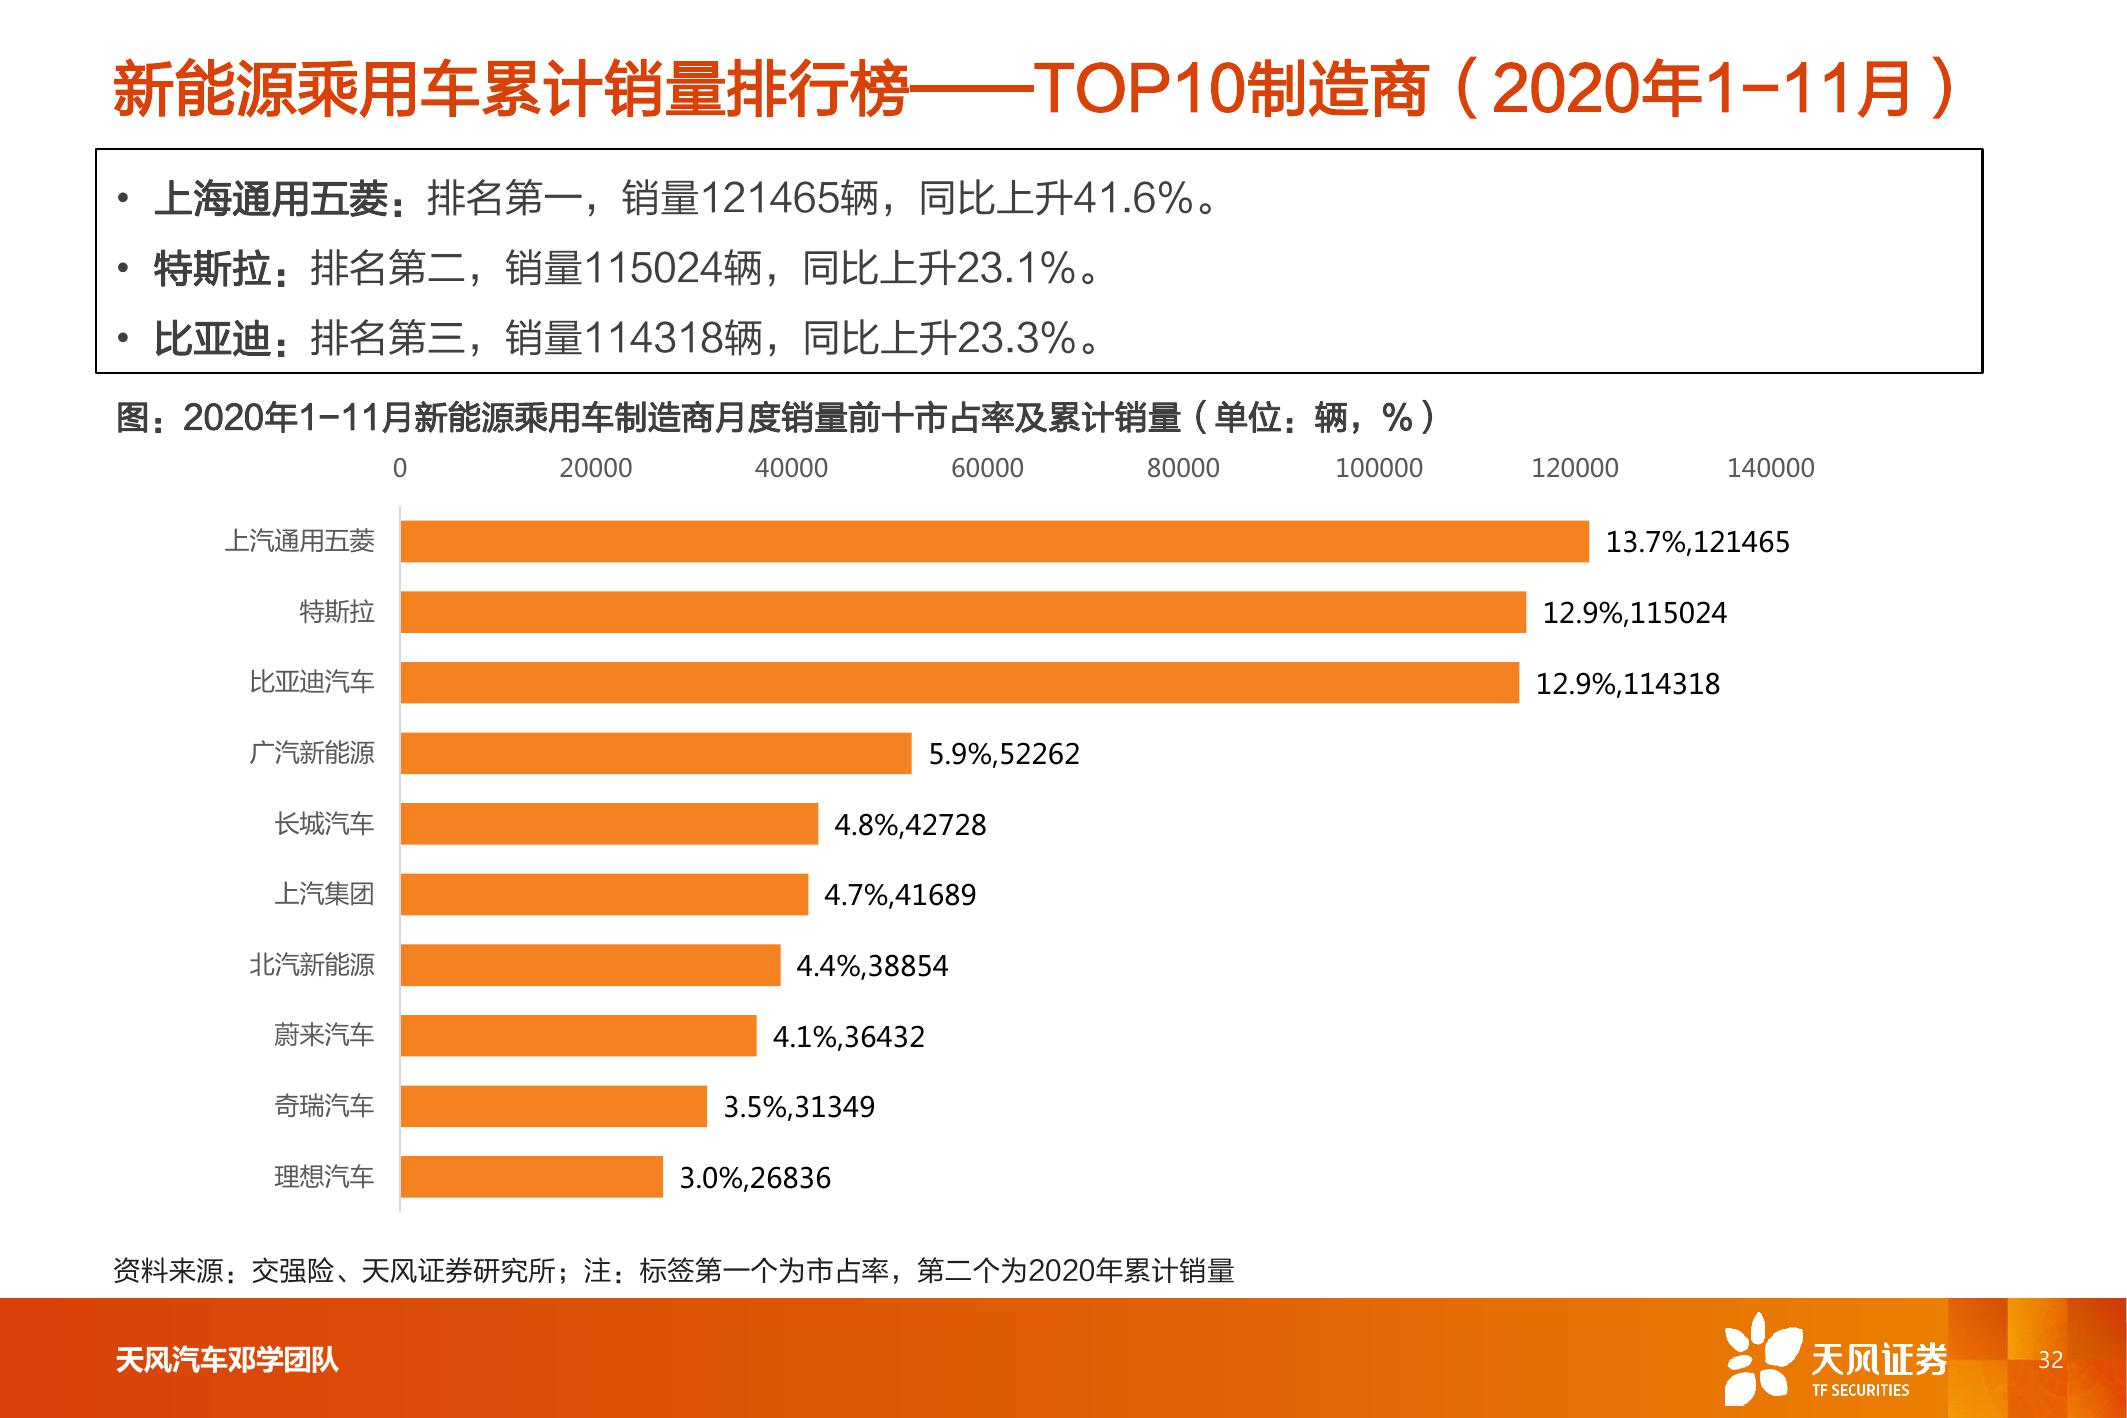 新能源乘用车累计销量排行榜——TOP10制造商（2020年1-11月）
• 上海通用五菱：排名第一，销量121465辆，同比上升41.6%。
• 特斯拉：排名第二，销量115024辆，同比上升23.1%。
• 比亚迪：排名第三，销量114318辆，同比上升23.3%。
图：2020年1-11月新能源乘用车制造商月度销量前十市占率及累计销量（单位：辆，%）
0 20000 40000 60000 80000 100000 120000 140000
上汽通用五菱 13.7%,121465
特斯拉 12.9%,115024
比亚迪汽车 12.9%,114318
广汽新能源 5.9%,52262
长城汽车 4.8%,42728
上汽集团 4.7%,41689
北汽新能源 4.4%,38854
蔚来汽车 4.1%,36432
奇瑞汽车 3.5%,31349
理想汽车 3.0%,26836
资料来源：交强险、天风证券研究所；注：标签第一个为市占率，第二个为2020年累计销量
天风汽车邓学团队
天风证券
TF SECURITIES
32